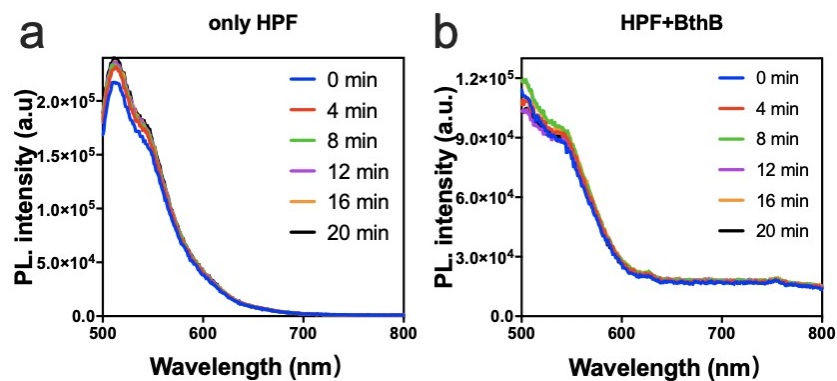 a
only HPF
PL. intensity (a.u)
2.0×10⁵
1.5×10⁵
1.0×10⁵
5.0×10⁴
0.0
500
600
700
800
Wavelength (nm)
0 min
4 min
8 min
12 min
16 min
20 min
b
HPF+BthB
PL. intensity (a.u.)
1.2×10⁵
9.0×10⁴
6.0×10⁴
3.0×10⁴
0.0
500
600
700
800
Wavelength (nm)
0 min
4 min
8 min
12 min
16 min
20 min